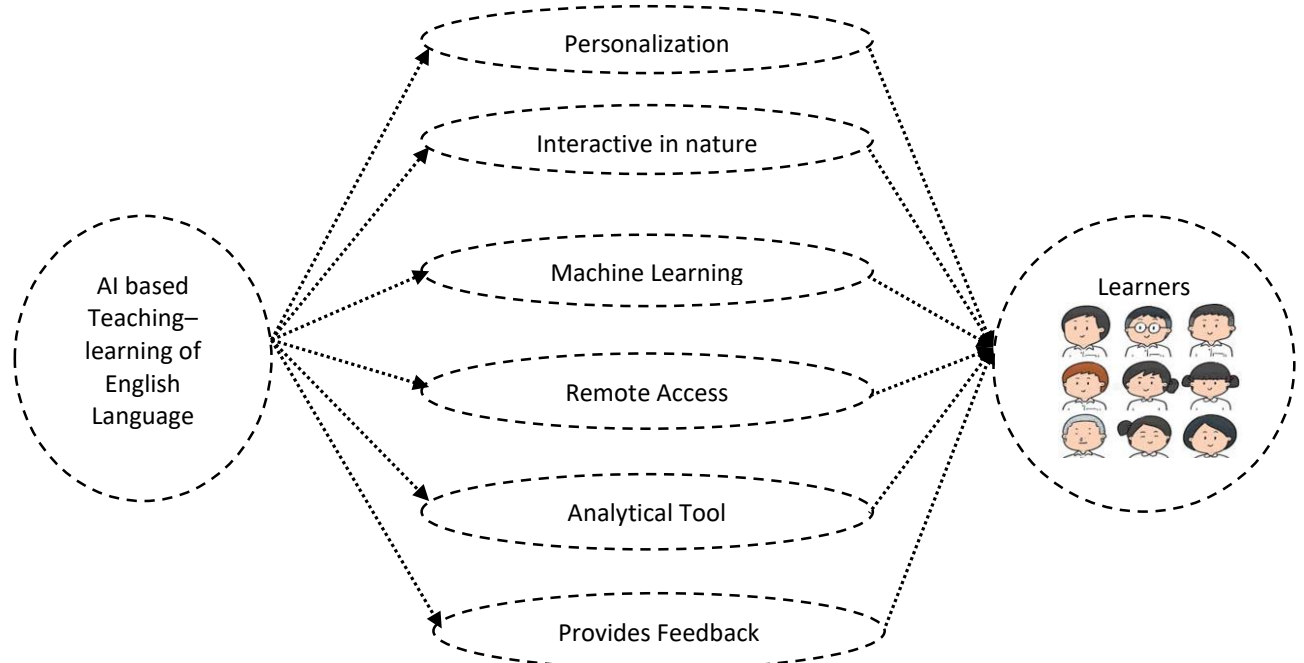 Personalization
Interactive in nature
Machine Learning
Remote Access
Analytical Tool
Provides Feedback
AI based
Teaching–
learning of
English
Language
Learners